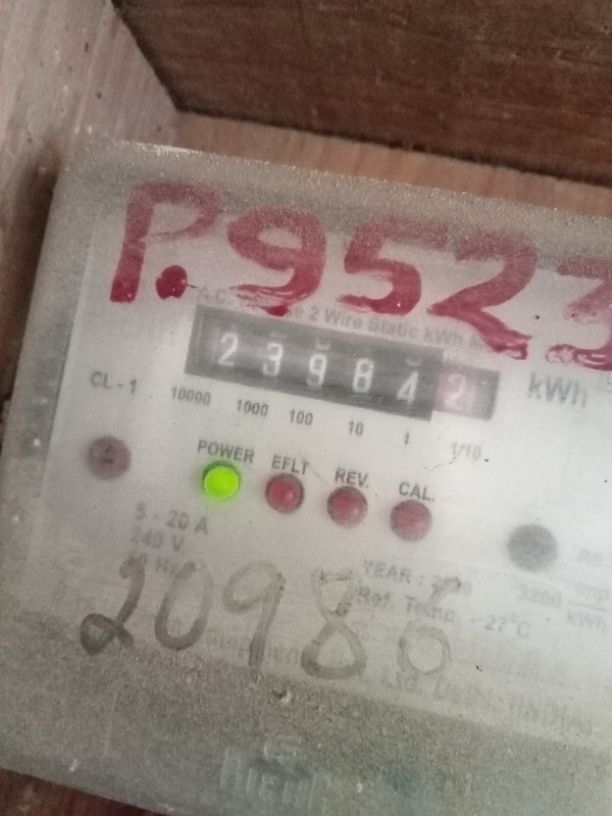 P.9523
2 Wire Static kWh
2 3 9 8 4 2
kWh
CL-1
10000 1000 100 10 1 1/10
POWER EFLT REV. CAL.
5 - 20 A
240 V
YEAR :
3200
Ref. Temp - 27°C
kWh
20986